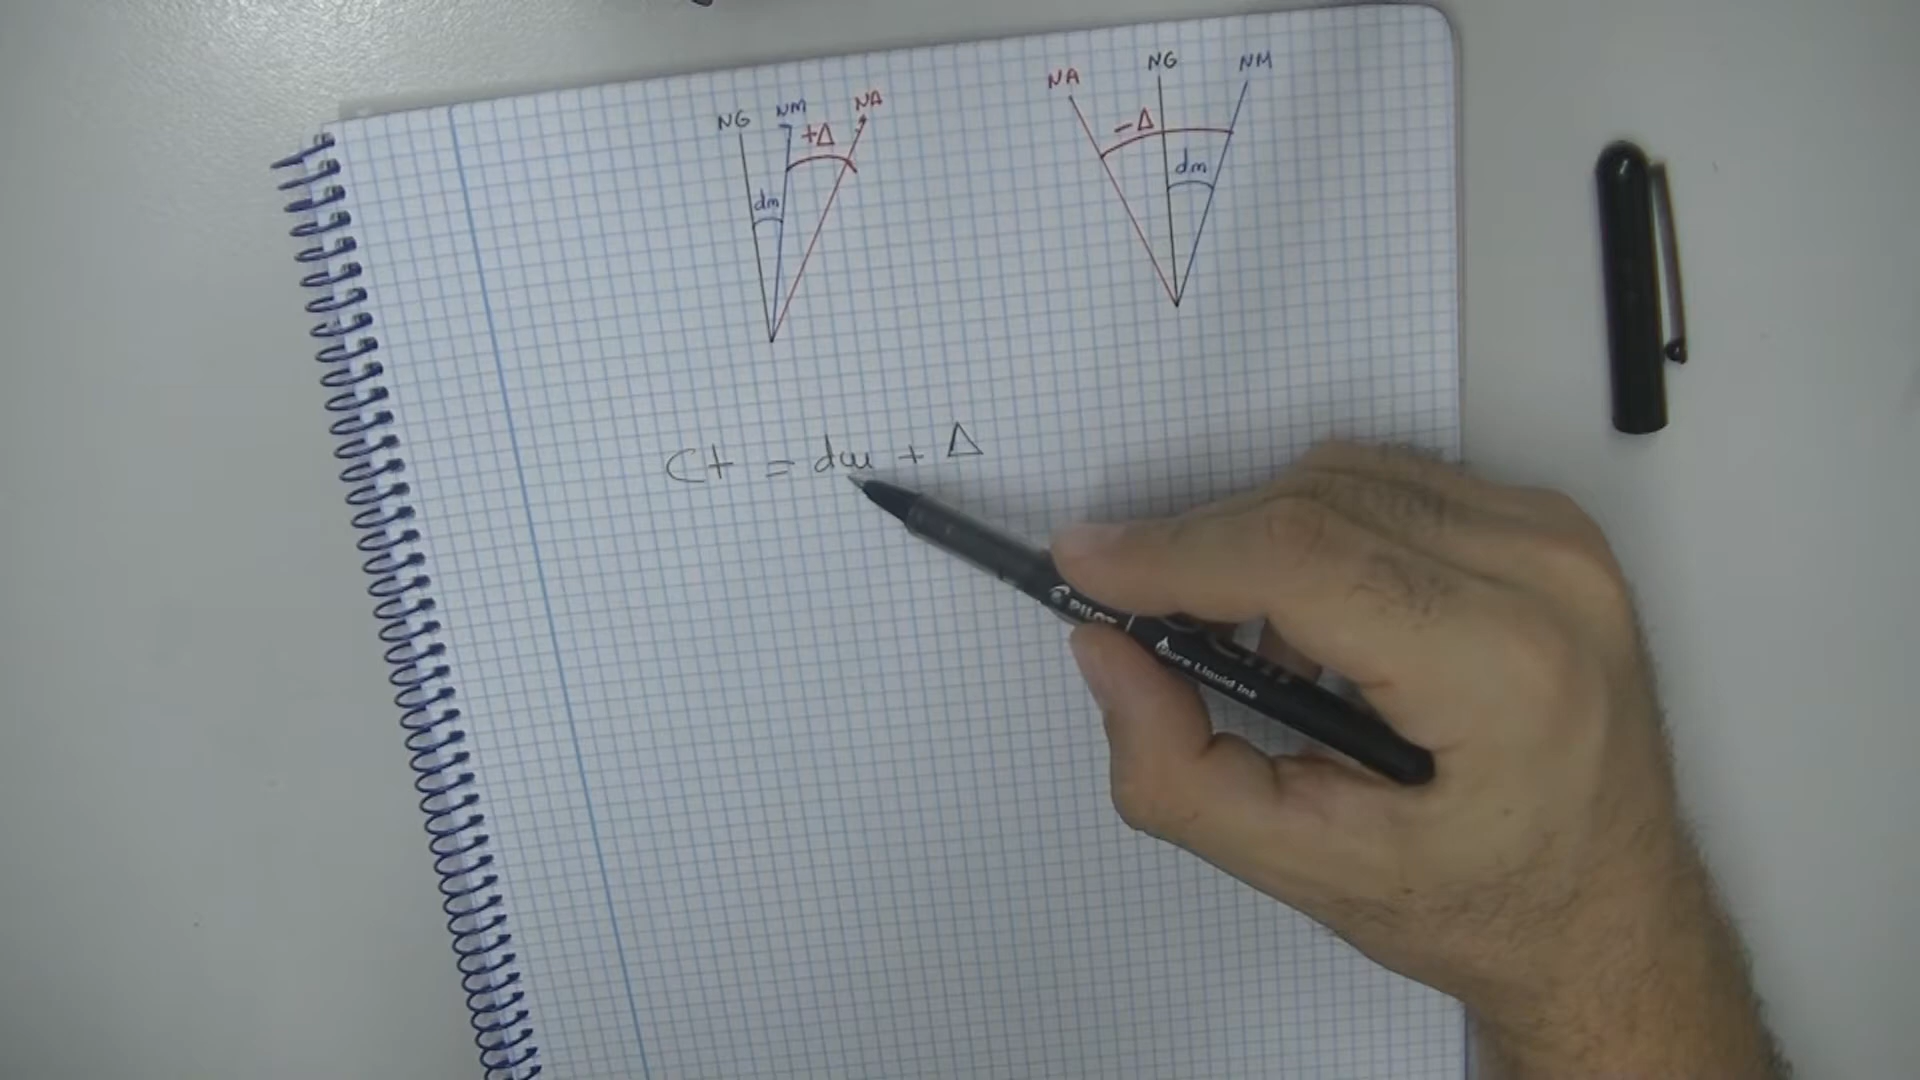 NG NM NA
+Δ
dm
NA NG NM
-Δ
dm
Ct = dm + Δ
PILOT
Pure Liquid Ink